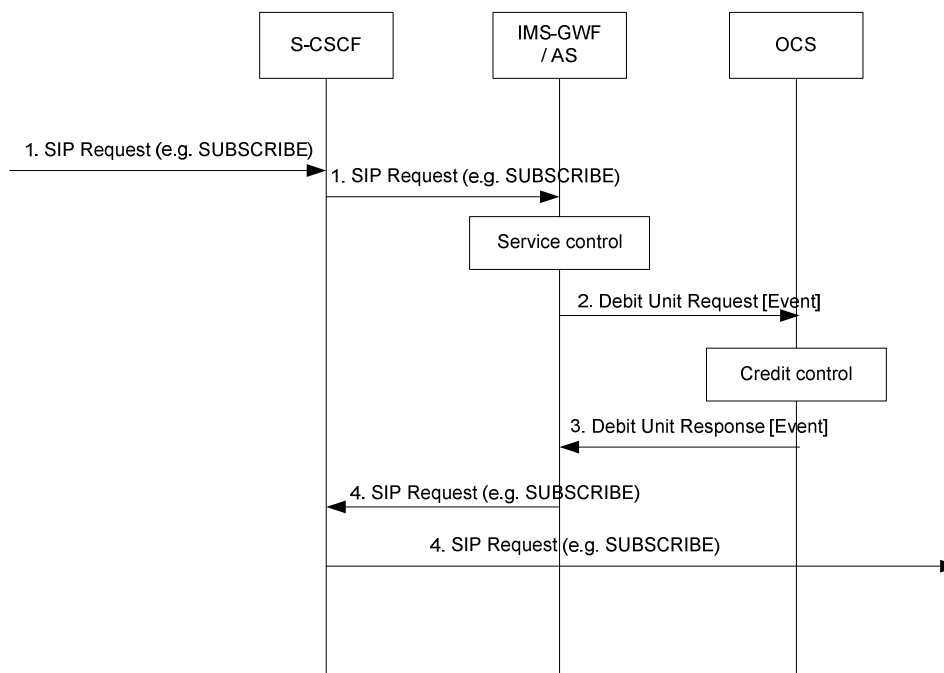 S-CSCF
IMS-GWF
/ AS
OCS
1. SIP Request (e.g. SUBSCRIBE)
1. SIP Request (e.g. SUBSCRIBE)
Service control
2. Debit Unit Request [Event]
Credit control
3. Debit Unit Response [Event]
4. SIP Request (e.g. SUBSCRIBE)
4. SIP Request (e.g. SUBSCRIBE)